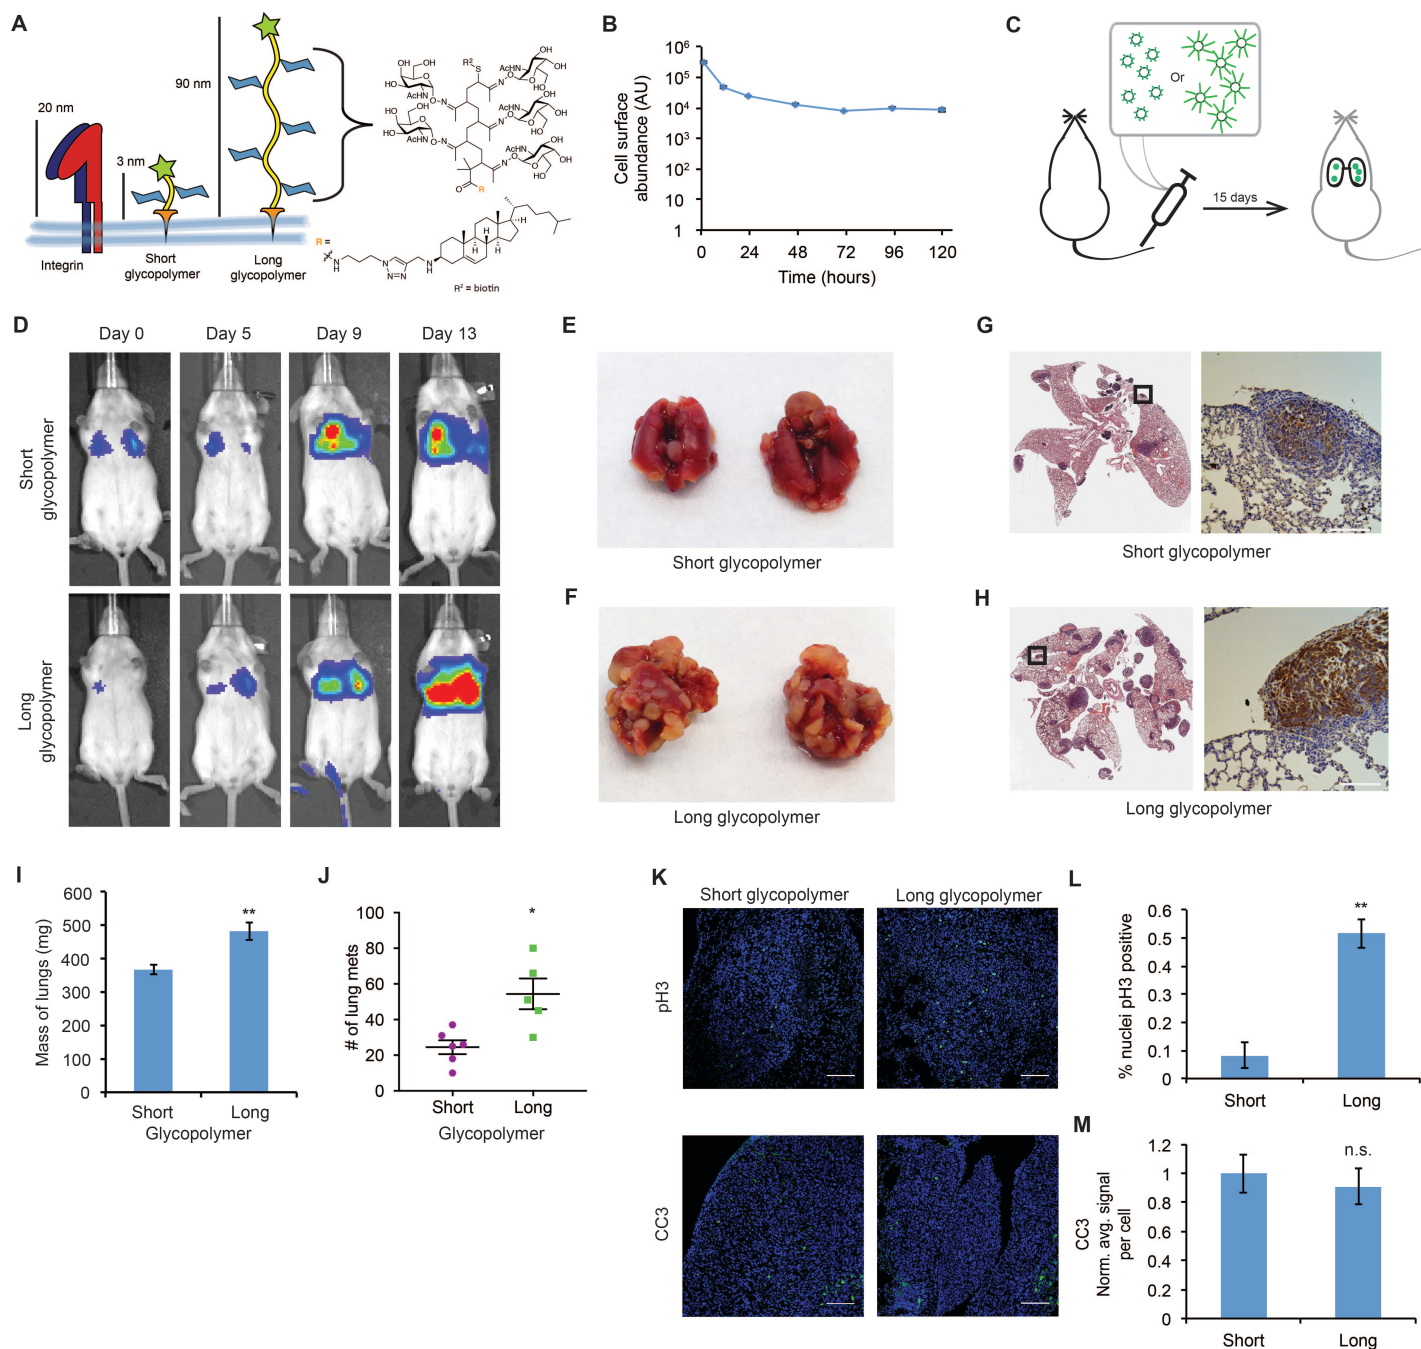 A
90 nm
20 nm
3 nm
Integrin
Short
glycopolymer
Long
glycopolymer
R =
R²
S
AcHN
OH
HO
O
N
NH
H
R
R² = biotin
B
Cell surface
abundance (AU)
10⁶
10⁵
10⁴
10³
10²
10
1
0 24 48 72 96 120
Time (hours)
C
Or
15 days
D
Day 0 Day 5 Day 9 Day 13
Short
glycopolymer
Long
glycopolymer
E
Short glycopolymer
F
Long glycopolymer
G
Short glycopolymer
H
Long glycopolymer
I
Mass of lungs (mg)
600
500
400
300
200
100
0
**
Short Long
Glycopolymer
J
# of lung mets
100
80
60
40
20
0
*
Short Long
Glycopolymer
K
Short glycopolymer Long glycopolymer
pH3
CC3
L
% nuclei pH3 positive
0.6
0.5
0.4
0.3
0.2
0.1
0
**
Short Long
M
CC3
Norm. avg. signal
per cell
1.2
1
0.8
0.6
0.4
0.2
0
n.s.
Short Long